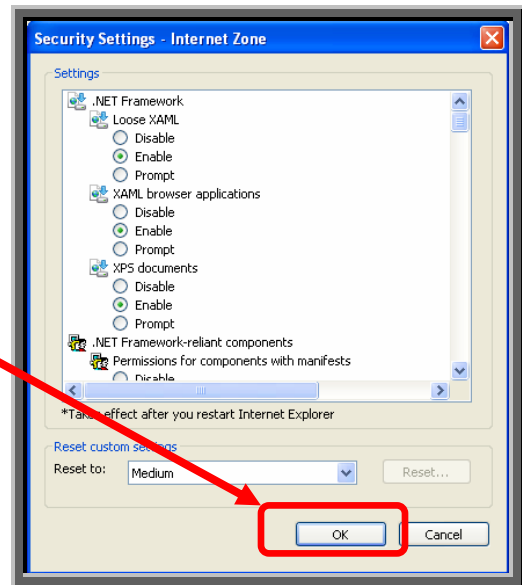 Security Settings - Internet Zone
Settings
.NET Framework
Loose XAML
Disable
Enable
Prompt
XAML browser applications
Disable
Enable
Prompt
XPS documents
Disable
Enable
Prompt
.NET Framework-reliant components
Permissions for components with manifests
Disable
*Takes effect after you restart Internet Explorer
Reset custom settings
Reset to: Medium Reset...
OK Cancel